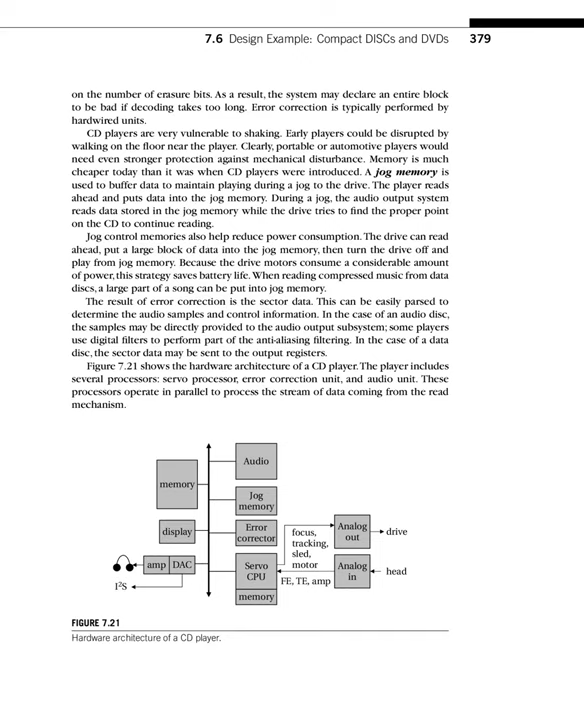 7.6 Design Example: Compact DISCs and DVDs 379
on the number of erasure bits. As a result, the system may declare an entire block
to be bad if decoding takes too long. Error correction is typically performed by
hardwired units.
CD players are very vulnerable to shaking. Early players could be disrupted by
walking on the floor near the player. Clearly, portable or automotive players would
need even stronger protection against mechanical disturbance. Memory is much
cheaper today than it was when CD players were introduced. A jog memory is
used to buffer data to maintain playing during a jog to the drive. The player reads
ahead and puts data into the jog memory. During a jog, the audio output system
reads data stored in the jog memory while the drive tries to find the proper point
on the CD to continue reading.
Jog control memories also help reduce power consumption. The drive can read
ahead, put a large block of data into the jog memory, then turn the drive off and
play from jog memory. Because the drive motors consume a considerable amount
of power, this strategy saves battery life. When reading compressed music from data
discs, a large part of a song can be put into jog memory.
The result of error correction is the sector data. This can be easily parsed to
determine the audio samples and control information. In the case of an audio disc,
the samples may be directly provided to the audio output subsystem; some players
use digital filters to perform part of the anti-aliasing filtering. In the case of a data
disc, the sector data may be sent to the output registers.
Figure 7.21 shows the hardware architecture of a CD player. The player includes
several processors: servo processor, error correction unit, and audio unit. These
processors operate in parallel to process the stream of data coming from the read
mechanism.
Audio
memory
Jog
memory
display
Error
corrector
focus,
tracking,
sled,
motor
Analog
out
drive
amp DAC
I²S
Servo
CPU
memory
FE, TE, amp
Analog
in
head
FIGURE 7.21
Hardware architecture of a CD player.